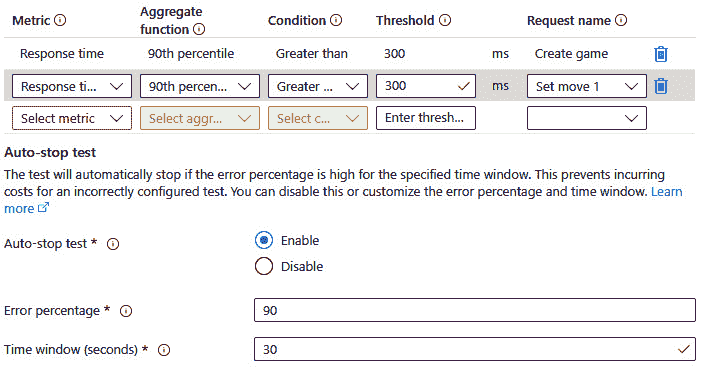 Metric Aggregate function Condition Threshold Request name
Response time 90th percentile Greater than 300 ms Create game
Response ti... 90th percen... Greater ... 300 ms Set move 1
Select metric Select aggr... Select c... Enter thresh...
Auto-stop test
The test will automatically stop if the error percentage is high for the specified time window. This prevents incurring
costs for an incorrectly configured test. You can disable this or customize the error percentage and time window. Learn
more
Auto-stop test * Enable
Disable
Error percentage * 90
Time window (seconds) * 30